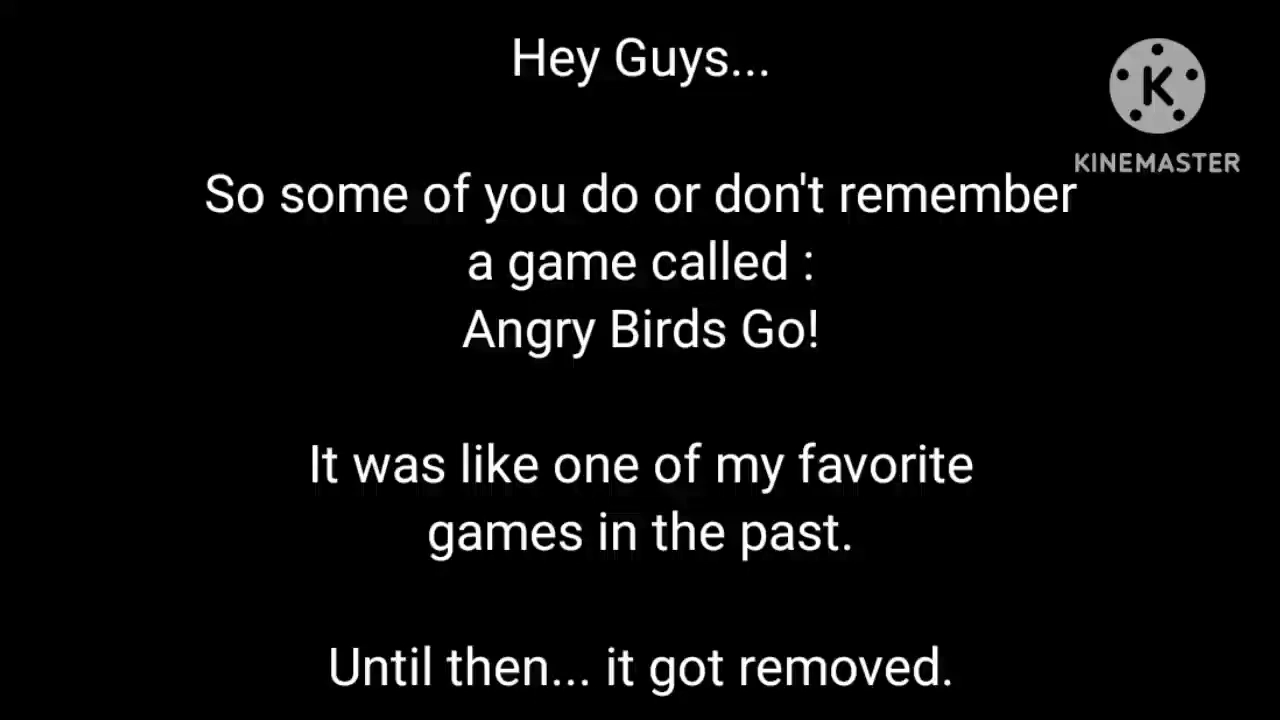 Hey Guys...
K
KINEMASTER
So some of you do or don't remember
a game called :
Angry Birds Go!
It was like one of my favorite
games in the past.
Until then... it got removed.